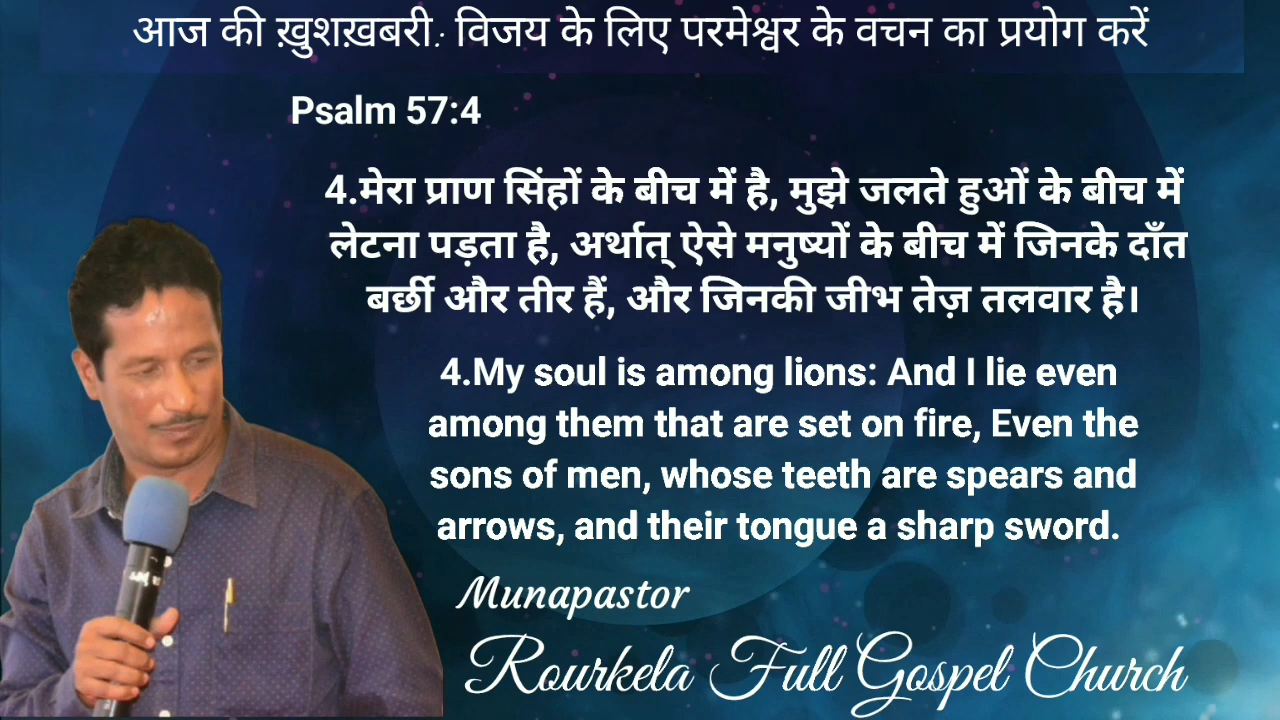 आज की ख़ुशख़बरी: विजय के लिए परमेश्वर के वचन का प्रयोग करें
Psalm 57:4
4.मेरा प्राण सिंहों के बीच में है, मुझे जलते हुओं के बीच में
लेटना पड़ता है, अर्थात् ऐसे मनुष्यों के बीच में जिनके दाँत
बर्छी और तीर हैं, और जिनकी जीभ तेज़ तलवार है।
4.My soul is among lions: And I lie even
among them that are set on fire, Even the
sons of men, whose teeth are spears and
arrows, and their tongue a sharp sword.
Munapastor
Rourkela Full Gospel Church